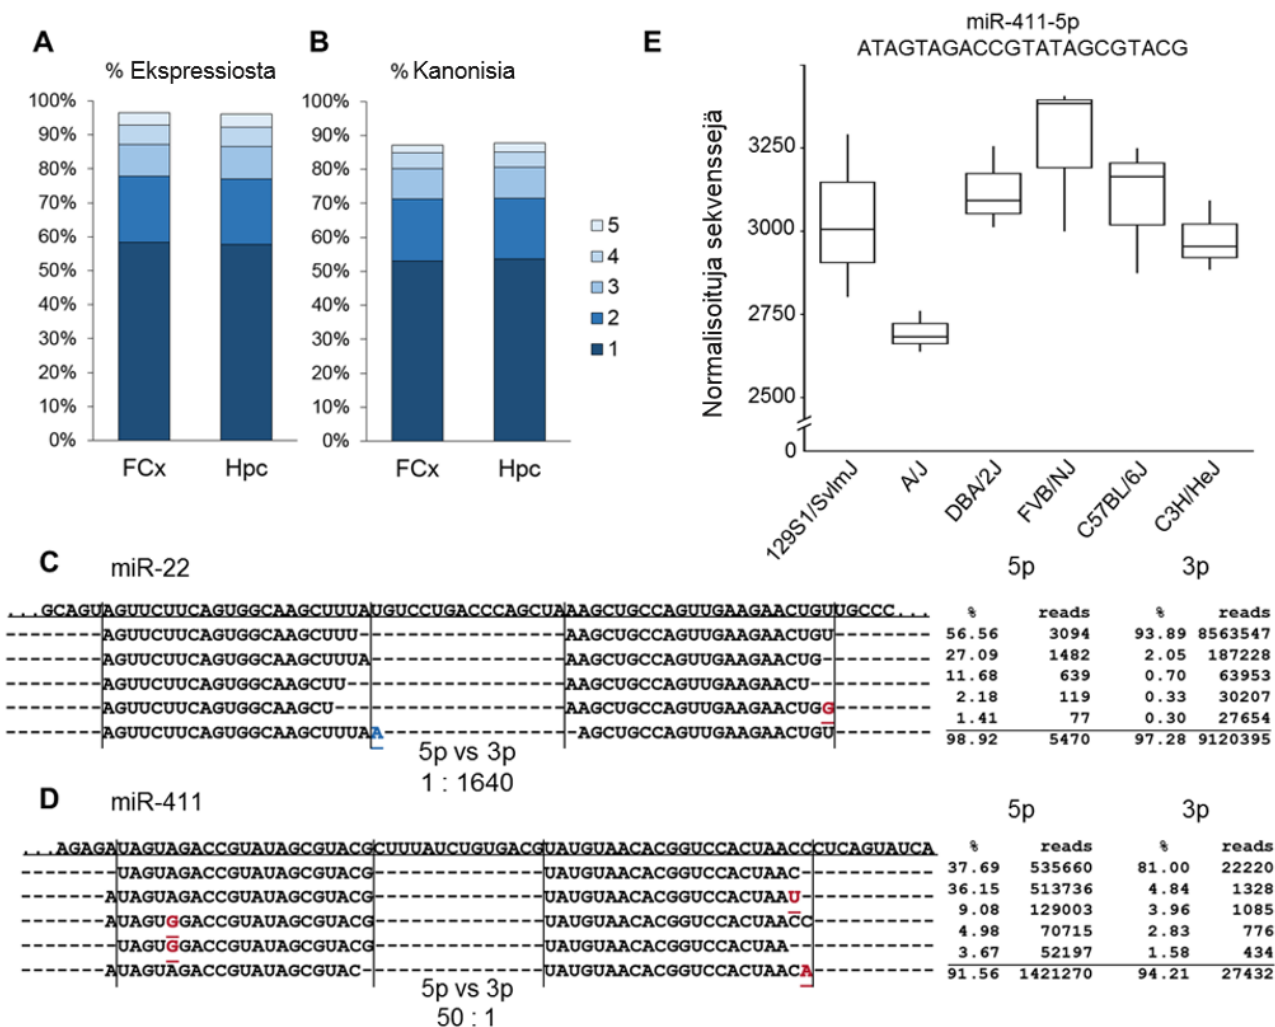 A
% Ekspressiosta
100%
90%
80%
70%
60%
50%
40%
30%
20%
10%
0%
FCx Hpc
B
% Kanonisia
100%
90%
80%
70%
60%
50%
40%
30%
20%
10%
0%
FCx Hpc
5
4
3
2
1
E
miR-411-5p
ATAGTAGACCGTATAGCGTACG
Normalisoituja sekvenssejä
3250
3000
2750
2500
0
129S1/SvlmJ
A/J
DBA/2J
FVB/NJ
C57BL/6J
C3H/HeJ
C
miR-22
5p 3p
...GCAGUAGUUCUUCAGUGGCAAGCUUUAUGUCCUGACCCAGCUAAAGCUGCCAGUUGAAGAACUGUUGCCC... % reads % reads
--------AGUUCUUCAGUGGCAAGCUUU-----------------AAGCUGCCAGUUGAAGAACUGU-------- 56.56 3094 93.89 8563547
--------AGUUCUUCAGUGGCAAGCUUUA----------------AAGCUGCCAGUUGAAGAACUG--------- 27.09 1482 2.05 187228
--------AGUUCUUCAGUGGCAAGCUU------------------AAGCUGCCAGUUGAAGAACU---------- 11.68 639 0.70 63953
--------AGUUCUUCAGUGGCAAGCU-------------------AAGCUGCCAGUUGAAGAACUGG-------- 2.18 119 0.33 30207
--------AGUUCUUCAGUGGCAAGCUUUAA---------------- AGCUGCCAGUUGAAGAACUGU-------- 1.41 77 0.30 27654
98.92 5470 97.28 9120395
5p vs 3p
1 : 1640
D
miR-411
5p 3p
...AGAGAUAGUAGACCGUAUAGCGUACGCUUUAUCUGUGACGUAUGUAACACGGUCCACUAACCCUCAGUAUCA % reads % reads
--------UAGUAGACCGUAUAGCGUACG--------------UAUGUAACACGGUCCACUAAC----------- 37.69 535660 81.00 22220
-------AUAGUAGACCGUAUAGCGUACG--------------UAUGUAACACGGUCCACUAAU----------- 36.15 513736 4.84 1328
-------AUAGUGGACCGUAUAGCGUACG--------------UAUGUAACACGGUCCACUAACC---------- 9.08 129003 3.96 1085
--------UAGUGGACCGUAUAGCGUACG--------------UAUGUAACACGGUCCACUAA------------ 4.98 70715 2.83 776
-------AUAGUAGACCGUAUAGCGUAC---------------UAUGUAACACGGUCCACUAACA---------- 3.67 52197 1.58 434
91.56 1421270 94.21 27432
5p vs 3p
50 : 1